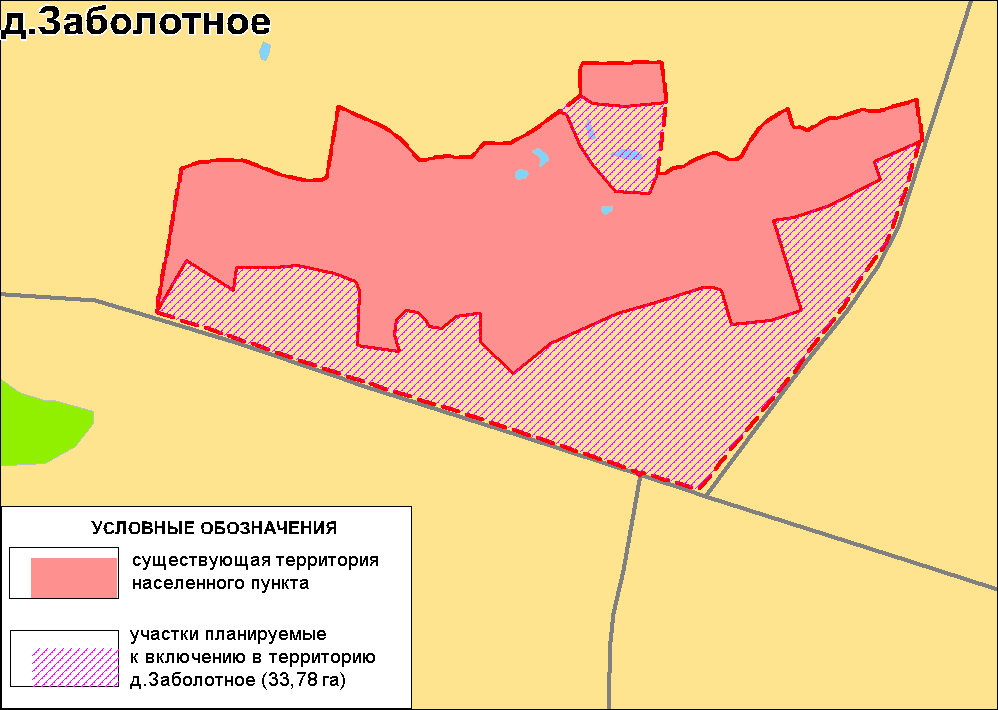 д.Заболотное
УСЛОВНЫЕ ОБОЗНАЧЕНИЯ
существующая территория
населенного пункта
участки планируемые
к включению в территорию
д.Заболотное (33,78 га)